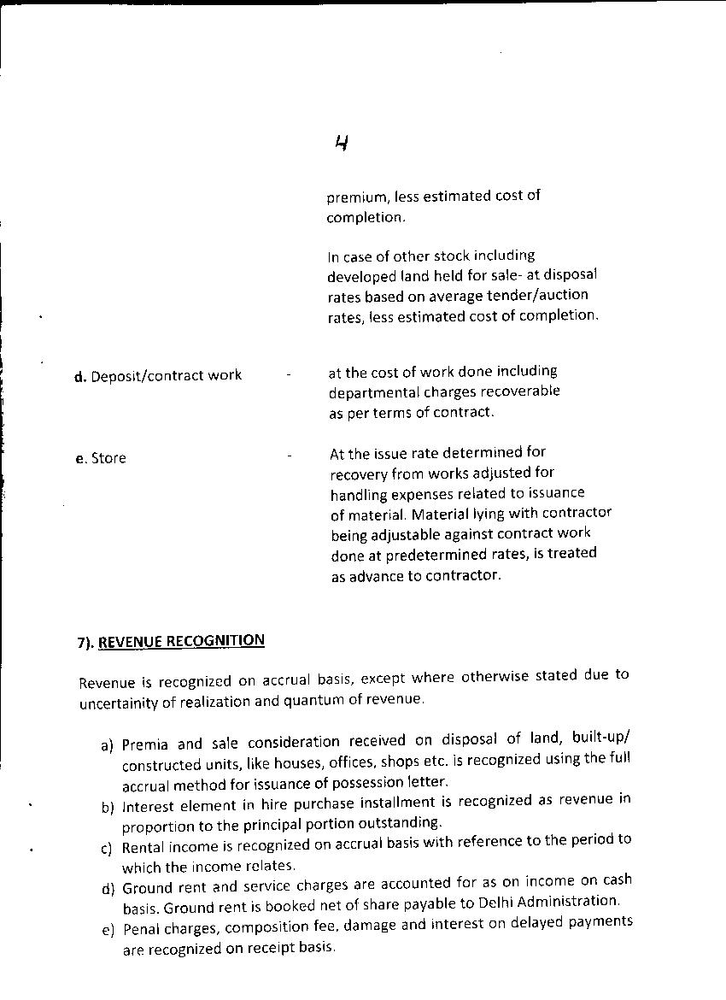 4
premium, less estimated cost of
completion.
In case of other stock including
developed land held for sale- at disposal
rates based on average tender/auction
rates, less estimated cost of completion.
d. Deposit/contract work - at the cost of work done including
departmental charges recoverable
as per terms of contract.
e. Store - At the issue rate determined for
recovery from works adjusted for
handling expenses related to issuance
of material. Material lying with contractor
being adjustable against contract work
done at predetermined rates, is treated
as advance to contractor.
7). REVENUE RECOGNITION
Revenue is recognized on accrual basis, except where otherwise stated due to
uncertainity of realization and quantum of revenue.
a) Premia and sale consideration received on disposal of land, built-up/
constructed units, like houses, offices, shops etc. is recognized using the full
accrual method for issuance of possession letter.
b) Interest element in hire purchase installment is recognized as revenue in
proportion to the principal portion outstanding.
c) Rental income is recognized on accrual basis with reference to the period to
which the income relates.
d) Ground rent and service charges are accounted for as on income on cash
basis. Ground rent is booked net of share payable to Delhi Administration.
e) Penal charges, composition fee, damage and interest on delayed payments
are recognized on receipt basis.